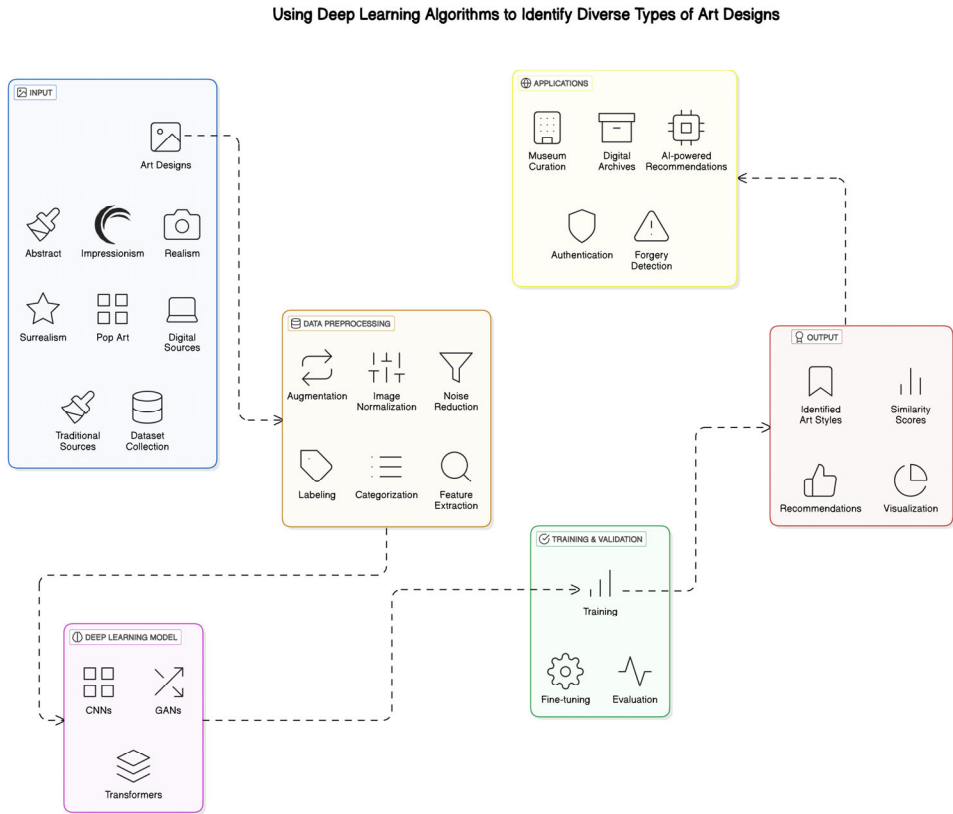 Using Deep Learning Algorithms to Identify Diverse Types of Art Designs
INPUT
Art Designs
Abstract
Impressionism
Realism
Surrealism
Pop Art
Digital
Sources
Traditional
Sources
Dataset
Collection
DATA PREPROCESSING
Augmentation
Image
Normalization
Noise
Reduction
Labeling
Categorization
Feature
Extraction
DEEP LEARNING MODEL
CNNs
GANs
Transformers
TRAINING & VALIDATION
Training
Fine-tuning
Evaluation
OUTPUT
Identified
Art Styles
Similarity
Scores
Recommendations
Visualization
APPLICATIONS
Museum
Curation
Digital
Archives
AI-powered
Recommendations
Authentication
Forgery
Detection